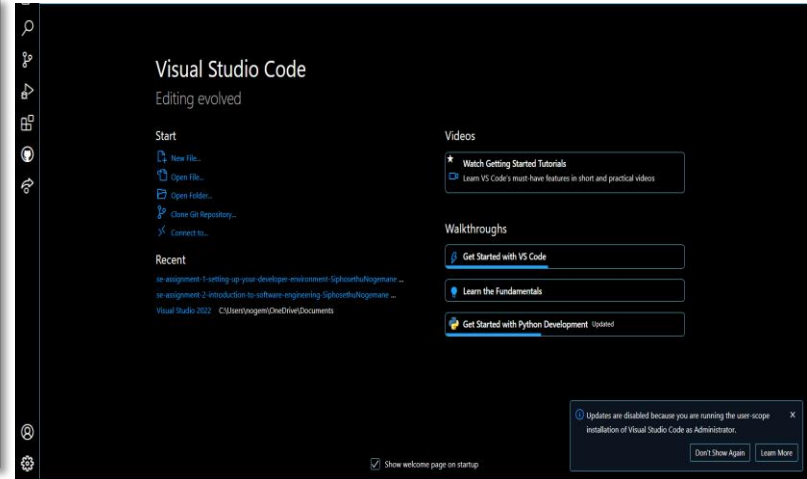 Visual Studio Code
Editing evolved
Start
New File...
Open File...
Open Folder...
Clone Git Repository...
Connect to...
Recent
se-assignment-1-setting-up-your-developer-environment-SiphosethuNogemane ...
se-assignment-2-introduction-to-software-engineering-SiphosethuNogemane ...
Visual Studio 2022 C:\Users\nogem\OneDrive\Documents
Videos
Watch Getting Started Tutorials
Learn VS Code's must-have features in short and practical videos
Walkthroughs
Get Started with VS Code
Learn the Fundamentals
Get Started with Python Development Updated
Updates are disabled because you are running the user-scope
installation of Visual Studio Code as Administrator.
Don't Show Again Learn More
Show welcome page on startup